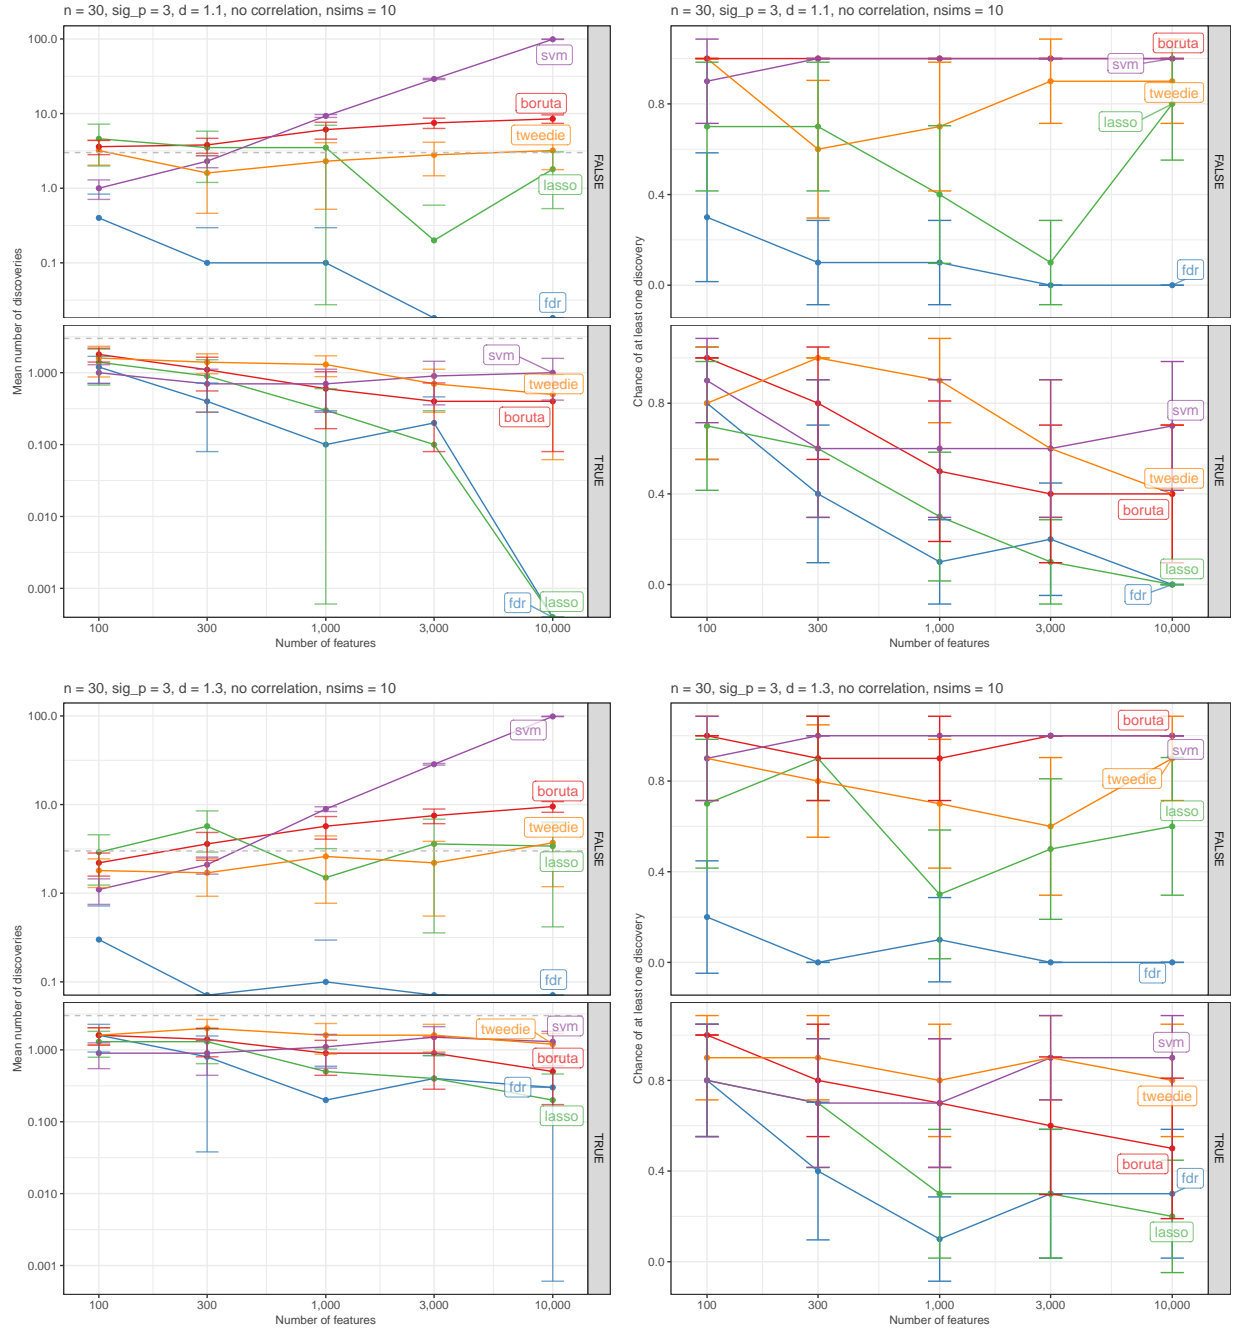 n = 30, sig_p = 3, d = 1.1, no correlation, nsims = 10
100.0
10.0
1.0
0.1
svm
boruta
tweedie
lasso
fdr
FALSE
Mean number of discoveries
1.000
0.100
0.010
0.001
svm
tweedie
boruta
fdr
lasso
TRUE
100
300
1,000
3,000
10,000
Number of features
n = 30, sig_p = 3, d = 1.1, no correlation, nsims = 10
0.8
0.4
0.0
boruta
svm
tweedie
lasso
fdr
FALSE
Chance of at least one discovery
0.8
0.4
0.0
svm
tweedie
boruta
lasso
fdr
TRUE
100
300
1,000
3,000
10,000
Number of features
n = 30, sig_p = 3, d = 1.3, no correlation, nsims = 10
100.0
10.0
1.0
0.1
svm
boruta
tweedie
lasso
fdr
FALSE
Mean number of discoveries
1.000
0.100
0.010
0.001
tweedie
svm
boruta
fdr
lasso
TRUE
100
300
1,000
3,000
10,000
Number of features
n = 30, sig_p = 3, d = 1.3, no correlation, nsims = 10
0.8
0.4
0.0
boruta
svm
tweedie
lasso
fdr
FALSE
Chance of at least one discovery
0.8
0.4
0.0
svm
tweedie
boruta
fdr
lasso
TRUE
100
300
1,000
3,000
10,000
Number of features